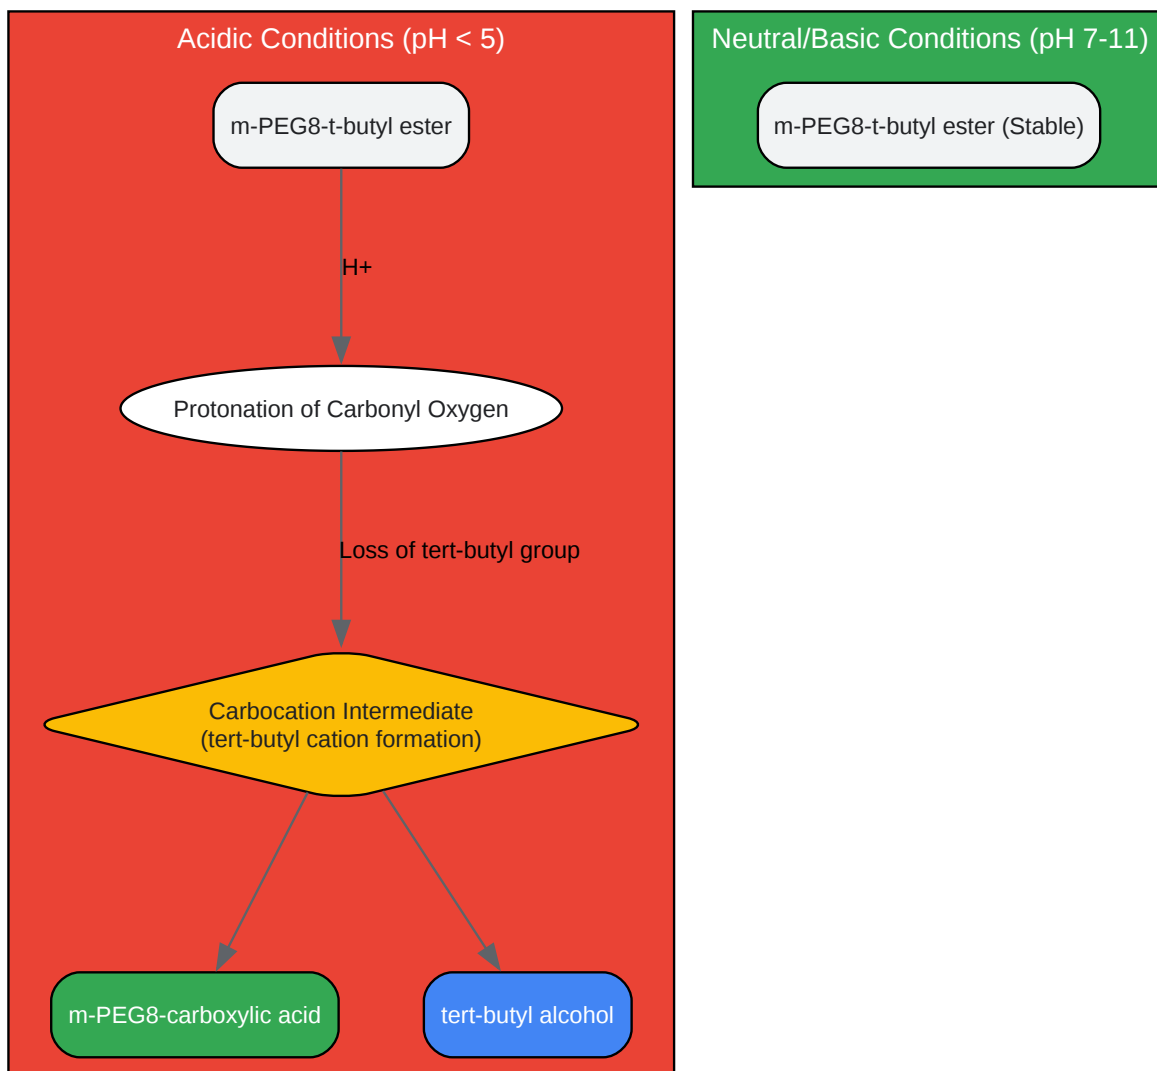 Acidic Conditions (pH < 5)
m-PEG8-t-butyl ester
H+
Protonation of Carbonyl Oxygen
Loss of tert-butyl group
Carbocation Intermediate
(tert-butyl cation formation)
m-PEG8-carboxylic acid
tert-butyl alcohol
Neutral/Basic Conditions (pH 7-11)
m-PEG8-t-butyl ester (Stable)